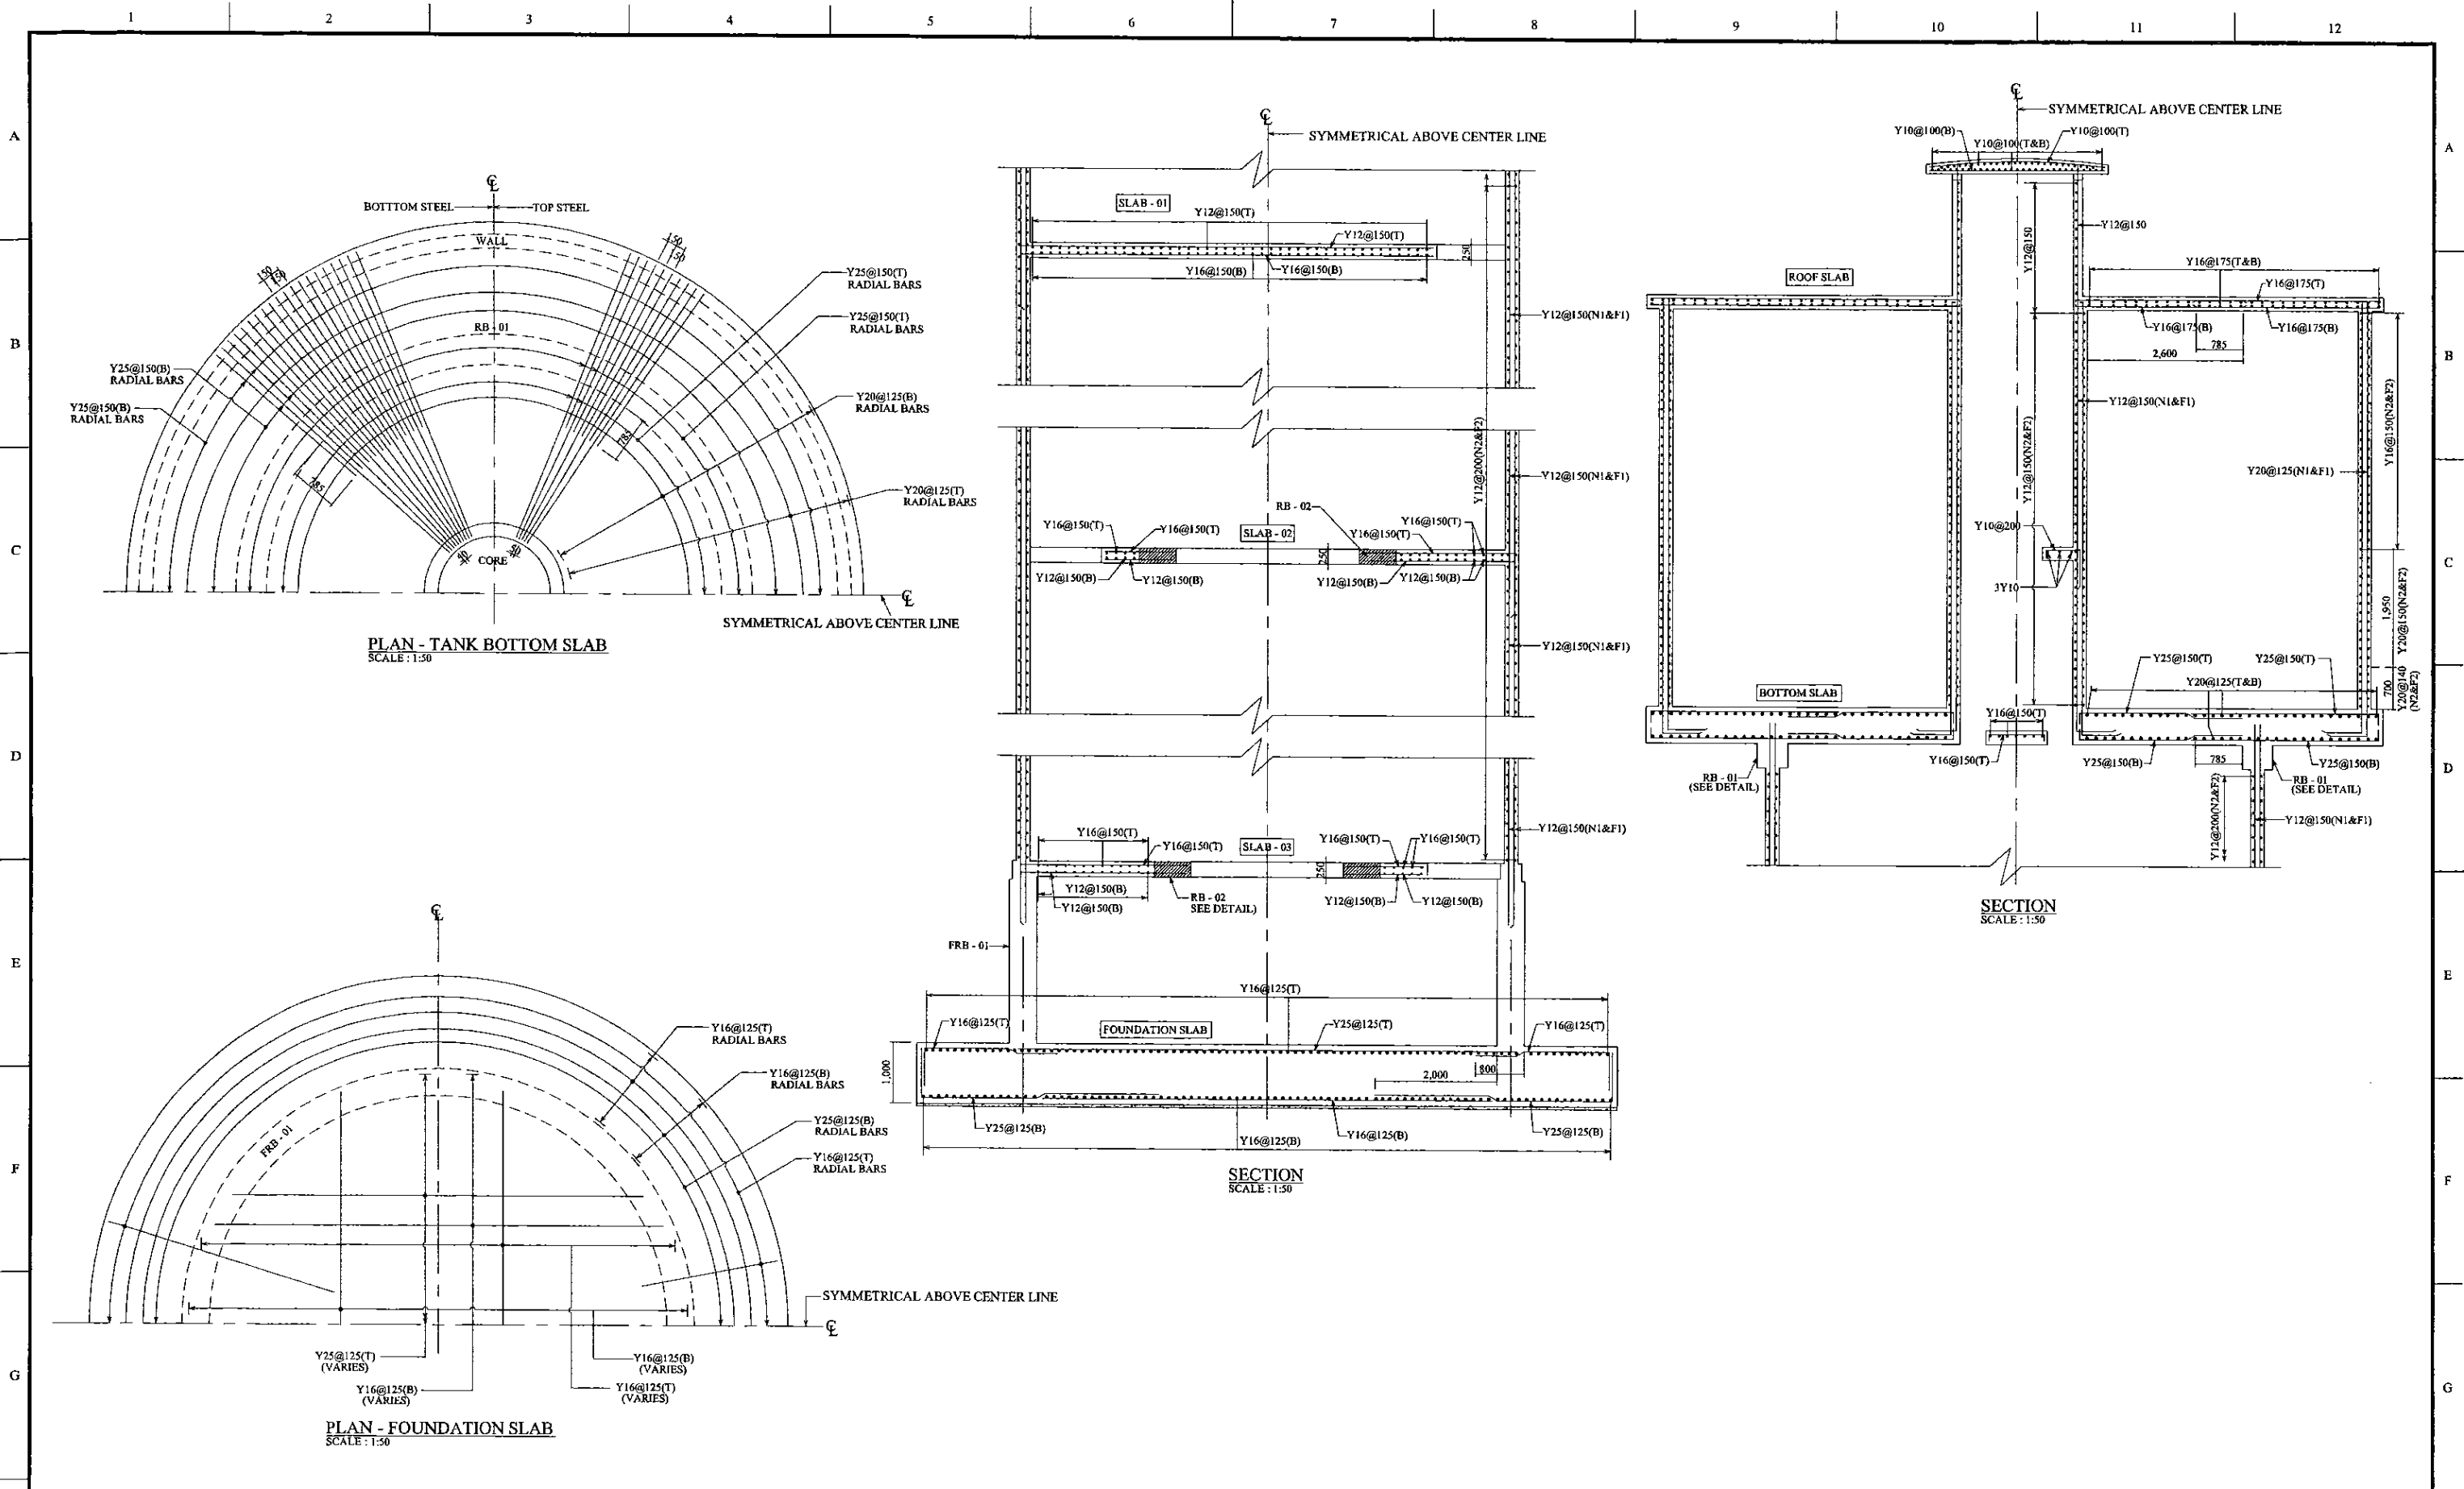 1
2
3
4
5
6
7
8
9
10
11
12
A
B
C
D
E
F
G
A
B
C
D
E
F
G
BOTTTOM STEEL
TOP STEEL
WALL
150
150
150
150
RB - 01
Y25@150(T)
RADIAL BARS
Y25@150(T)
RADIAL BARS
Y25@150(B)
RADIAL BARS
Y25@150(B)
RADIAL BARS
Y20@125(B)
RADIAL BARS
785
785
Y20@125(T)
RADIAL BARS
50
CORE
SYMMETRICAL ABOVE CENTER LINE
PLAN - TANK BOTTOM SLAB
SCALE : 1:50
FRB - 01
Y16@125(T)
RADIAL BARS
Y16@125(B)
RADIAL BARS
Y25@125(B)
RADIAL BARS
Y16@125(T)
RADIAL BARS
SYMMETRICAL ABOVE CENTER LINE
Y25@125(T)
(VARIES)
Y16@125(B)
(VARIES)
Y16@125(B)
(VARIES)
Y16@125(T)
(VARIES)
PLAN - FOUNDATION SLAB
SCALE : 1:50
SYMMETRICAL ABOVE CENTER LINE
SLAB - 01
Y12@150(T)
Y12@150(T)
250
Y16@150(B)
Y16@150(B)
Y12@150(N1&F1)
Y12@200(N2&F2)
Y12@150(N1&F1)
RB - 02
Y16@150(T)
Y16@150(T)
SLAB - 02
Y16@150(T)
Y16@150(T)
250
Y12@150(B)
Y12@150(B)
Y12@150(B)
Y12@150(B)
Y12@150(N1&F1)
Y12@150(N1&F1)
Y16@150(T)
Y16@150(T)
SLAB - 03
Y16@150(T)
Y16@150(T)
250
Y12@150(B)
Y12@150(B)
RB - 02
SEE DETAIL)
Y12@150(B)
Y12@150(B)
FRB - 01
Y16@125(T)
Y16@125(T)
FOUNDATION SLAB
Y25@125(T)
Y16@125(T)
1,000
2,000
800
Y25@125(B)
Y16@125(B)
Y16@125(B)
Y25@125(B)
SECTION
SCALE : 1:50
SYMMETRICAL ABOVE CENTER LINE
Y10@100(B)
Y10@100(T)
Y10@100(T&B)
Y12@150
Y12@150
ROOF SLAB
Y16@175(T&B)
Y16@175(T)
Y16@175(B)
Y16@175(B)
785
2,600
Y12@150(N1&F1)
Y16@150(N2&F2)
Y12@150(N2&F2)
Y20@125(N1&F1)
Y10@200
3Y10
1,950
Y20@150(N2&F2)
Y25@150(T)
Y25@150(T)
Y20@125(T&B)
700
Y20@140
(N2&F2)
BOTTOM SLAB
Y16@150(T)
Y16@150(T)
Y25@150(B)
785
Y25@150(B)
RB - 01
(SEE DETAIL)
RB - 01
(SEE DETAIL)
Y12@200(N2&F2)
Y12@150(N1&F1)
SECTION
SCALE : 1:50